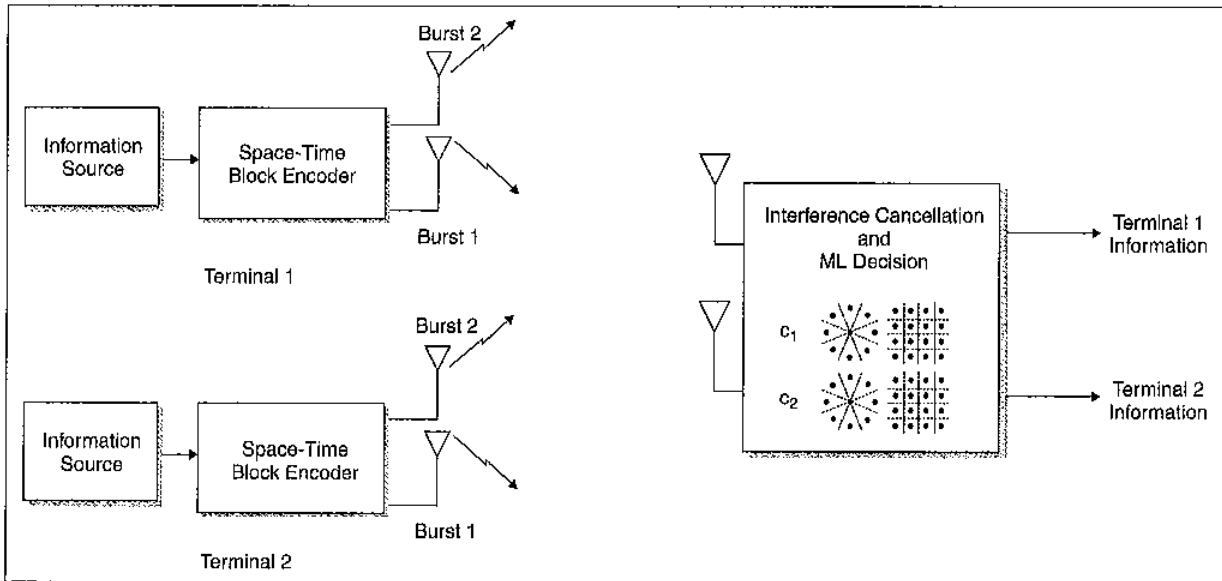 Burst 2
Information
Source
Space-Time
Block Encoder
Burst 1
Terminal 1
Burst 2
Information
Source
Space-Time
Block Encoder
Burst 1
Terminal 2
Interference Cancellation
and
ML Decision
c1
c2
Terminal 1
Information
Terminal 2
Information